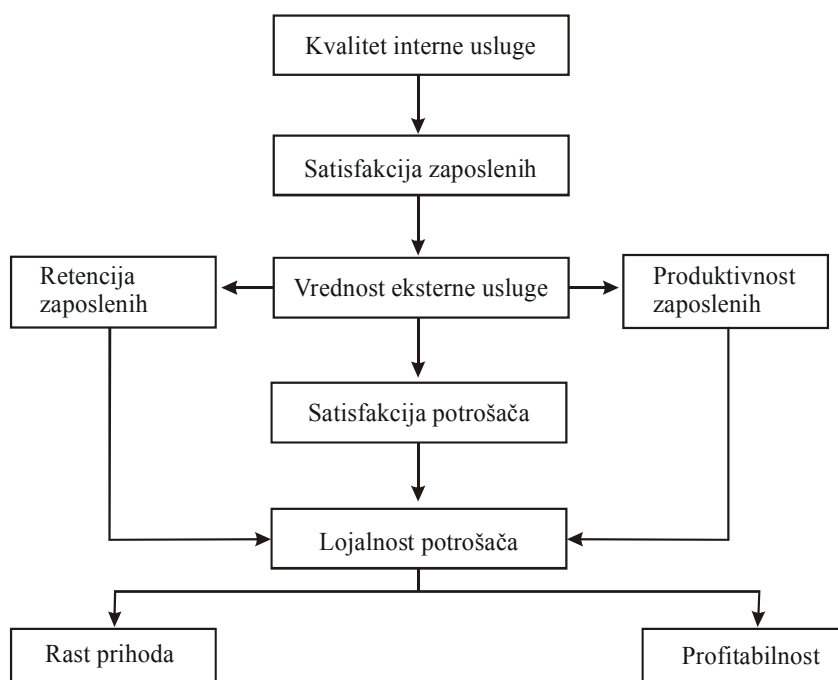 Kvalitet interne usluge
Satisfakcija zaposlenih
Retencija
zaposlenih
Vrednost eksterne usluge
Produktivnost
zaposlenih
Satisfakcija potrošača
Lojalnost potrošača
Rast prihoda
Profitabilnost